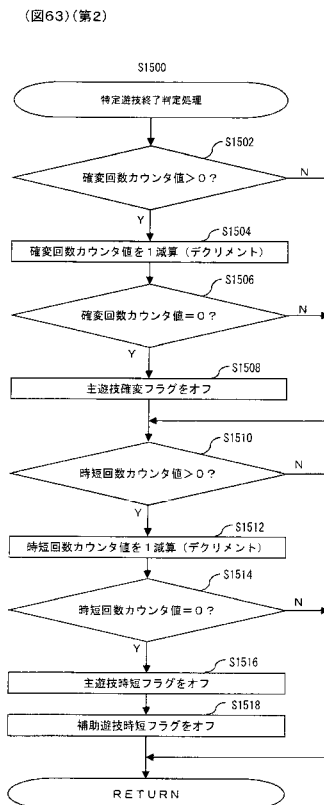 (図63)(第2)
S1500
特定遊技終了判定処理
S1502
確変回数カウンタ値>0?
N
Y
S1504
確変回数カウンタ値を1減算(デクリメント)
S1506
確変回数カウンタ値=0?
N
Y
S1508
主遊技確変フラグをオフ
S1510
時短回数カウンタ値>0?
N
Y
S1512
時短回数カウンタ値を1減算(デクリメント)
S1514
時短回数カウンタ値=0?
N
Y
S1516
主遊技時短フラグをオフ
S1518
補助遊技時短フラグをオフ
RETURN